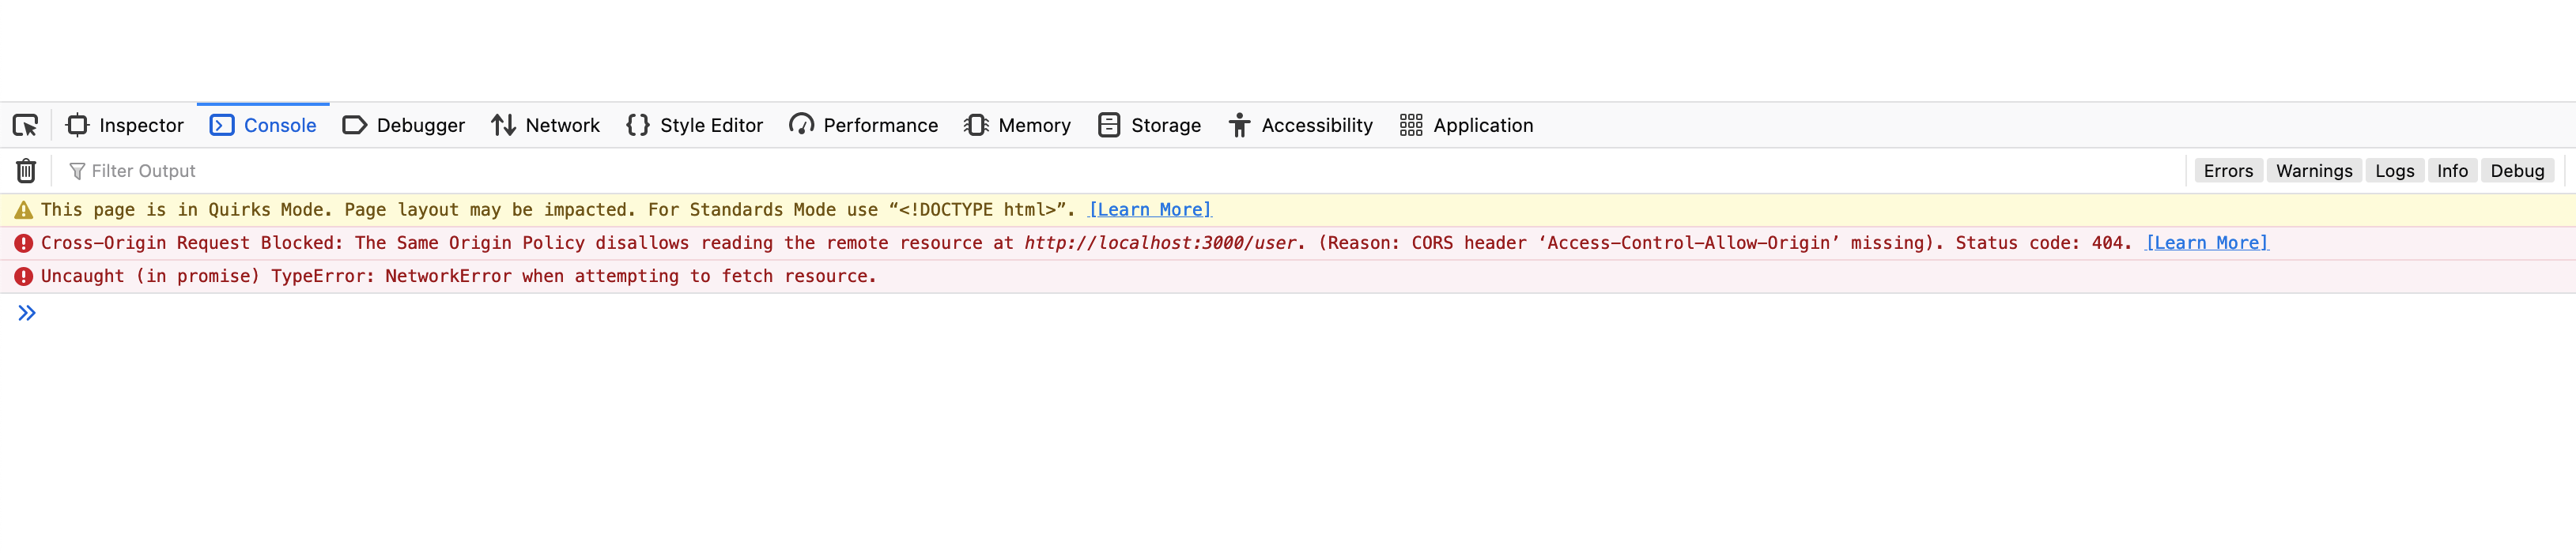 Inspector Console Debugger Network Style Editor Performance Memory Storage Accessibility Application
Filter Output Errors Warnings Logs Info Debug
This page is in Quirks Mode. Page layout may be impacted. For Standards Mode use “<!DOCTYPE html>”. [Learn More]
Cross-Origin Request Blocked: The Same Origin Policy disallows reading the remote resource at http://localhost:3000/user. (Reason: CORS header ‘Access-Control-Allow-Origin’ missing). Status code: 404. [Learn More]
Uncaught (in promise) TypeError: NetworkError when attempting to fetch resource.